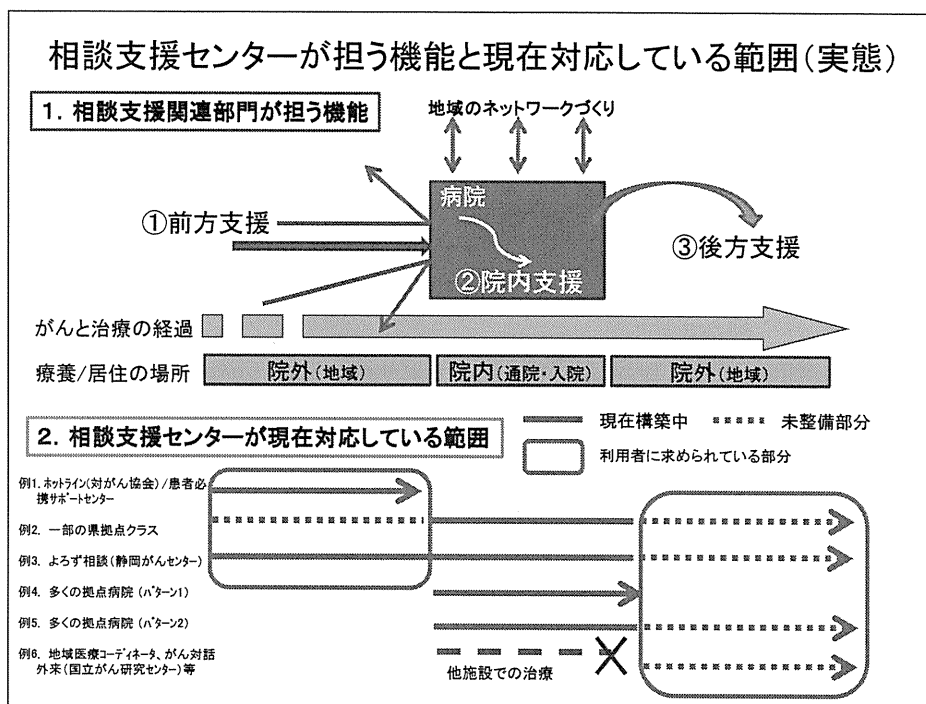 相談支援センターが担う機能と現在対応している範囲(実態)
1. 相談支援関連部門が担う機能
地域のネットワークづくり
病院
①前方支援
②院内支援
③後方支援
がんと治療の経過
療養/居住の場所
院外(地域)
院内(通院・入院)
院外(地域)
2. 相談支援センターが現在対応している範囲
現在構築中
未整備部分
利用者に求められている部分
例1. ホットライン(対がん協会)/患者必
携サポートセンター
例2. 一部の県拠点クラス
例3. よろず相談(静岡がんセンター)
例4. 多くの拠点病院(パターン1)
例5. 多くの拠点病院(パターン2)
例6. 地域医療コーディネータ、がん対話
外来(国立がん研究センター)等
他施設での治療